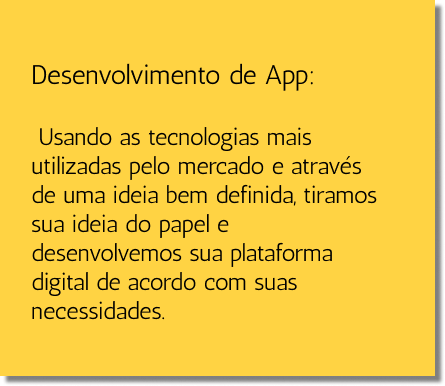 Desenvolvimento de App:
Usando as tecnologias mais
utilizadas pelo mercado e através
de uma ideia bem definida, tiramos
sua ideia do papel e
desenvolvemos sua plataforma
digital de acordo com suas
necessidades.